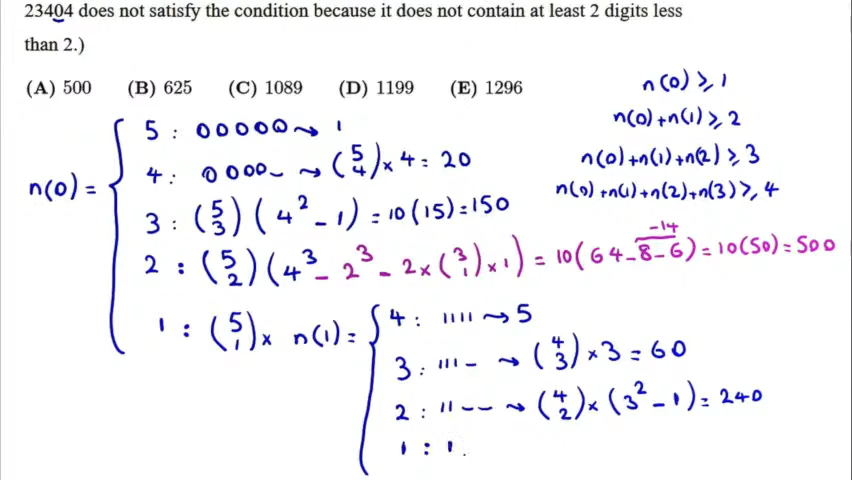 23404 does not satisfy the condition because it does not contain at least 2 digits less
than 2.)
(A) 500 (B) 625 (C) 1089 (D) 1199 (E) 1296
n(0) ≥ 1
n(0)+n(1) ≥ 2
n(0)+n(1)+n(2) ≥ 3
n(0)+n(1)+n(2)+n(3) ≥ 4
n(0) = {
5 : 00000 → 1
4 : 0000_ → (5 4) × 4 = 20
3 : (5 3) (4² - 1) = 10(15) = 150
2 : (5 2) (4³ - 2³ - 2 × (3 1) × 1) = 10(64 - 8 - 6) = 10(50) = 500
-14
1 : (5 1) × n(1) = {
4 : 1111 → 5
3 : 111_ → (4 3) × 3 = 60
2 : 11_ _ → (4 2) × (3² - 1) = 240
1 : 1